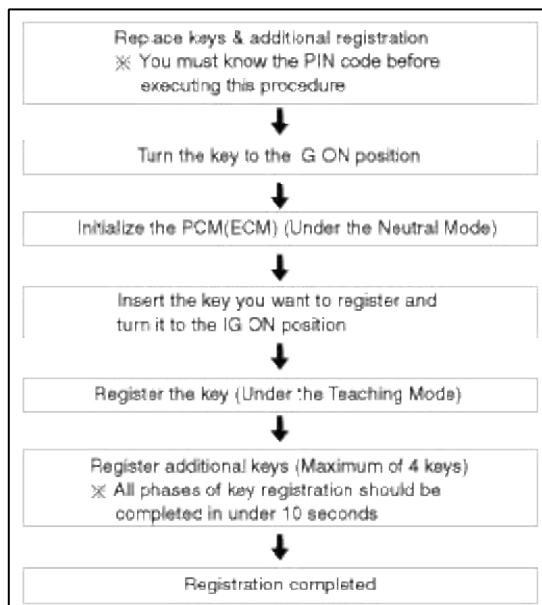 Replace keys & additional registration
※ You must know the PIN code before
executing this procedure
Turn the key to the IG ON position
Initialize the PCM(ECM) (Under the Neutral Mode)
Insert the key you want to register and
turn it to the IG ON position
Register the key (Under the Teaching Mode)
Register additional keys (Maximum of 4 keys)
※ All phases of key registration should be
completed in under 10 seconds
Registration completed